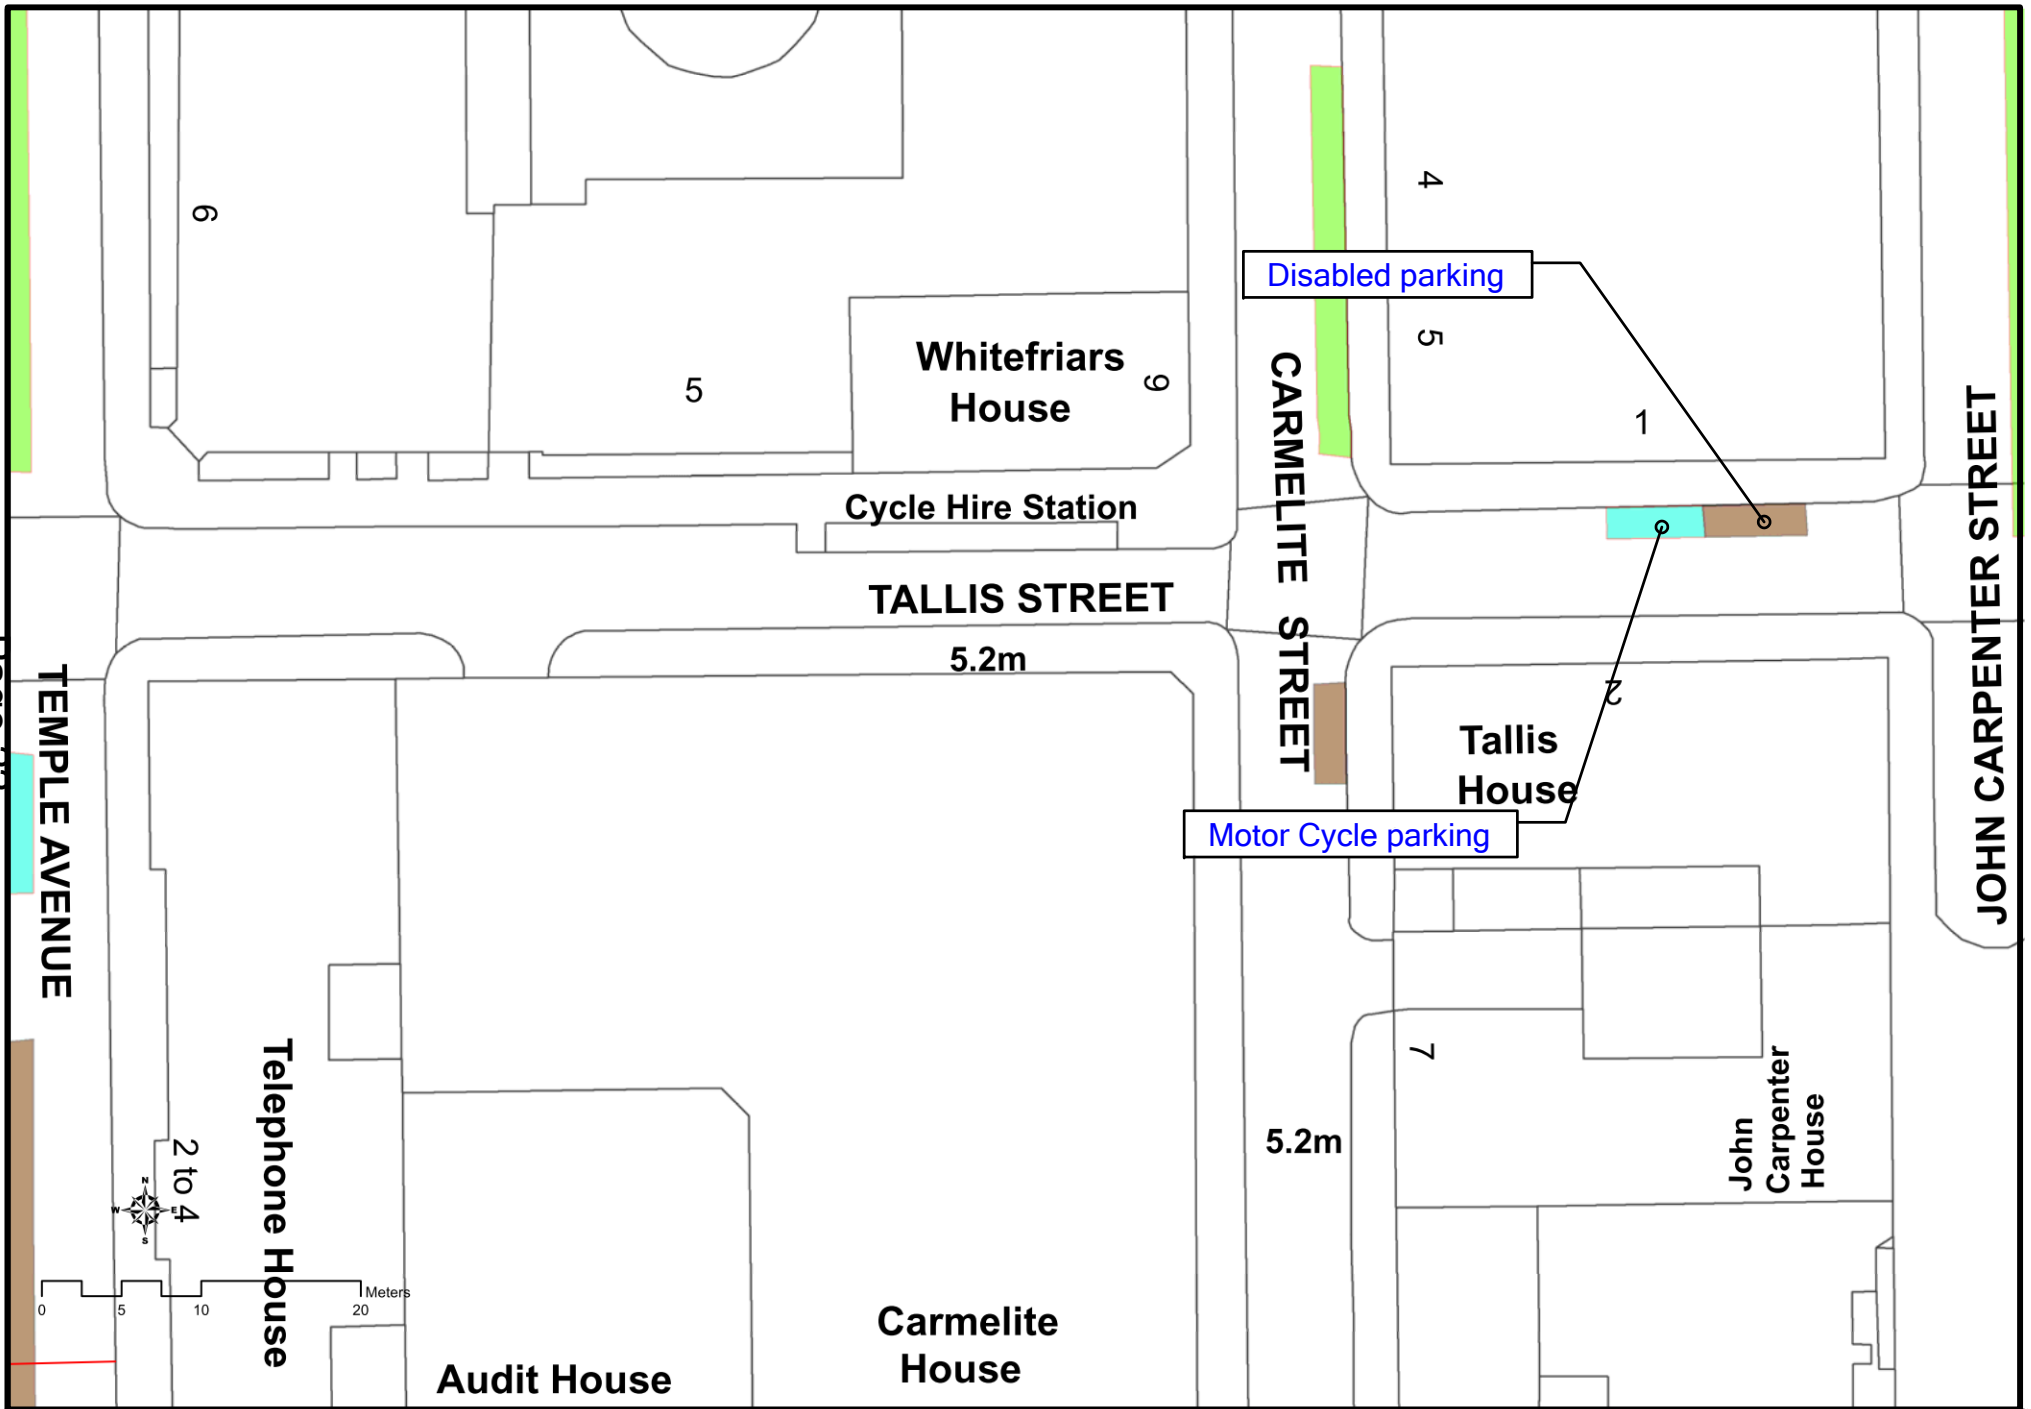 4
6
Disabled parking
5
Whitefriars
House
9
5
1
CARMELITE STREET
JOHN CARPENTER STREET
Cycle Hire Station
TALLIS STREET
5.2m
TEMPLE AVENUE
2
Tallis
House
Motor Cycle parking
Telephone House
7
John
Carpenter
House
5.2m
2 to 4
N
W E
S
Meters
0 5 10 20
Carmelite
House
Audit House